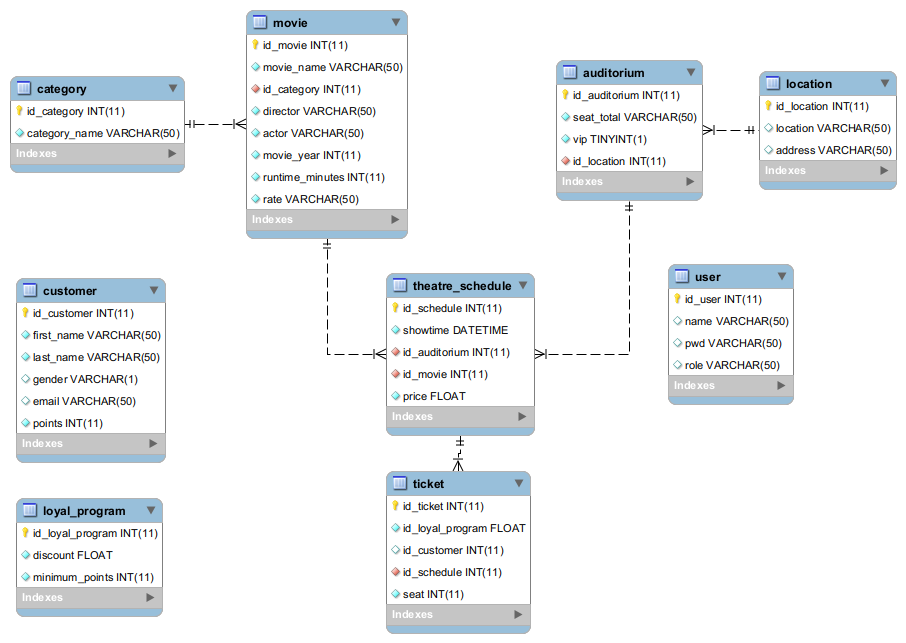 movie
id_movie INT(11)
movie_name VARCHAR(50)
id_category INT(11)
director VARCHAR(50)
actor VARCHAR(50)
movie_year INT(11)
runtime_minutes INT(11)
rate VARCHAR(50)
Indexes
category
id_category INT(11)
category_name VARCHAR(50)
Indexes
auditorium
id_auditorium INT(11)
seat_total VARCHAR(50)
vip TINYINT(1)
id_location INT(11)
Indexes
location
id_location INT(11)
location VARCHAR(50)
address VARCHAR(50)
Indexes
customer
id_customer INT(11)
first_name VARCHAR(50)
last_name VARCHAR(50)
gender VARCHAR(1)
email VARCHAR(50)
points INT(11)
Indexes
theatre_schedule
id_schedule INT(11)
showtime DATETIME
id_auditorium INT(11)
id_movie INT(11)
price FLOAT
Indexes
user
id_user INT(11)
name VARCHAR(50)
pwd VARCHAR(50)
role VARCHAR(50)
Indexes
loyal_program
id_loyal_program INT(11)
discount FLOAT
minimum_points INT(11)
Indexes
ticket
id_ticket INT(11)
id_loyal_program FLOAT
id_customer INT(11)
id_schedule INT(11)
seat INT(11)
Indexes